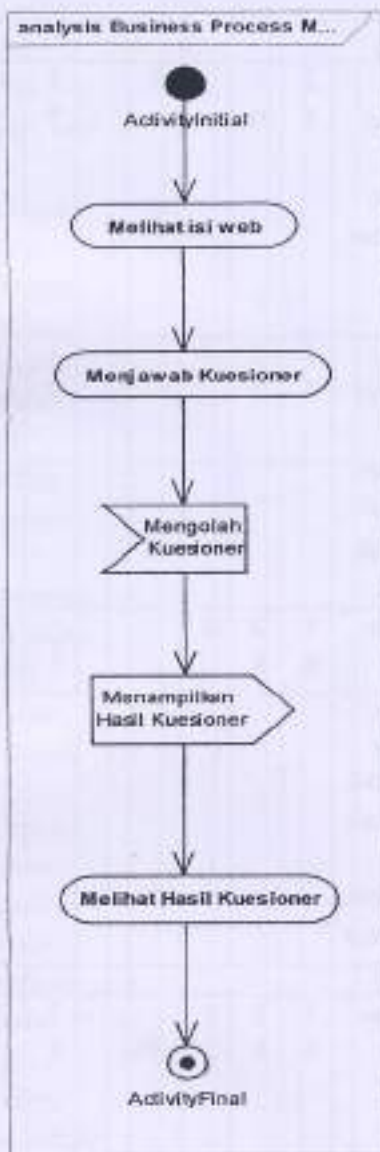 analysis Business Process M...
ActivityInitial
Melihat isi web
Menjawab Kuesioner
Mengolah
Kuesioner
Menampilkan
Hasil Kuesioner
Melihat Hasil Kuesioner
ActivityFinal